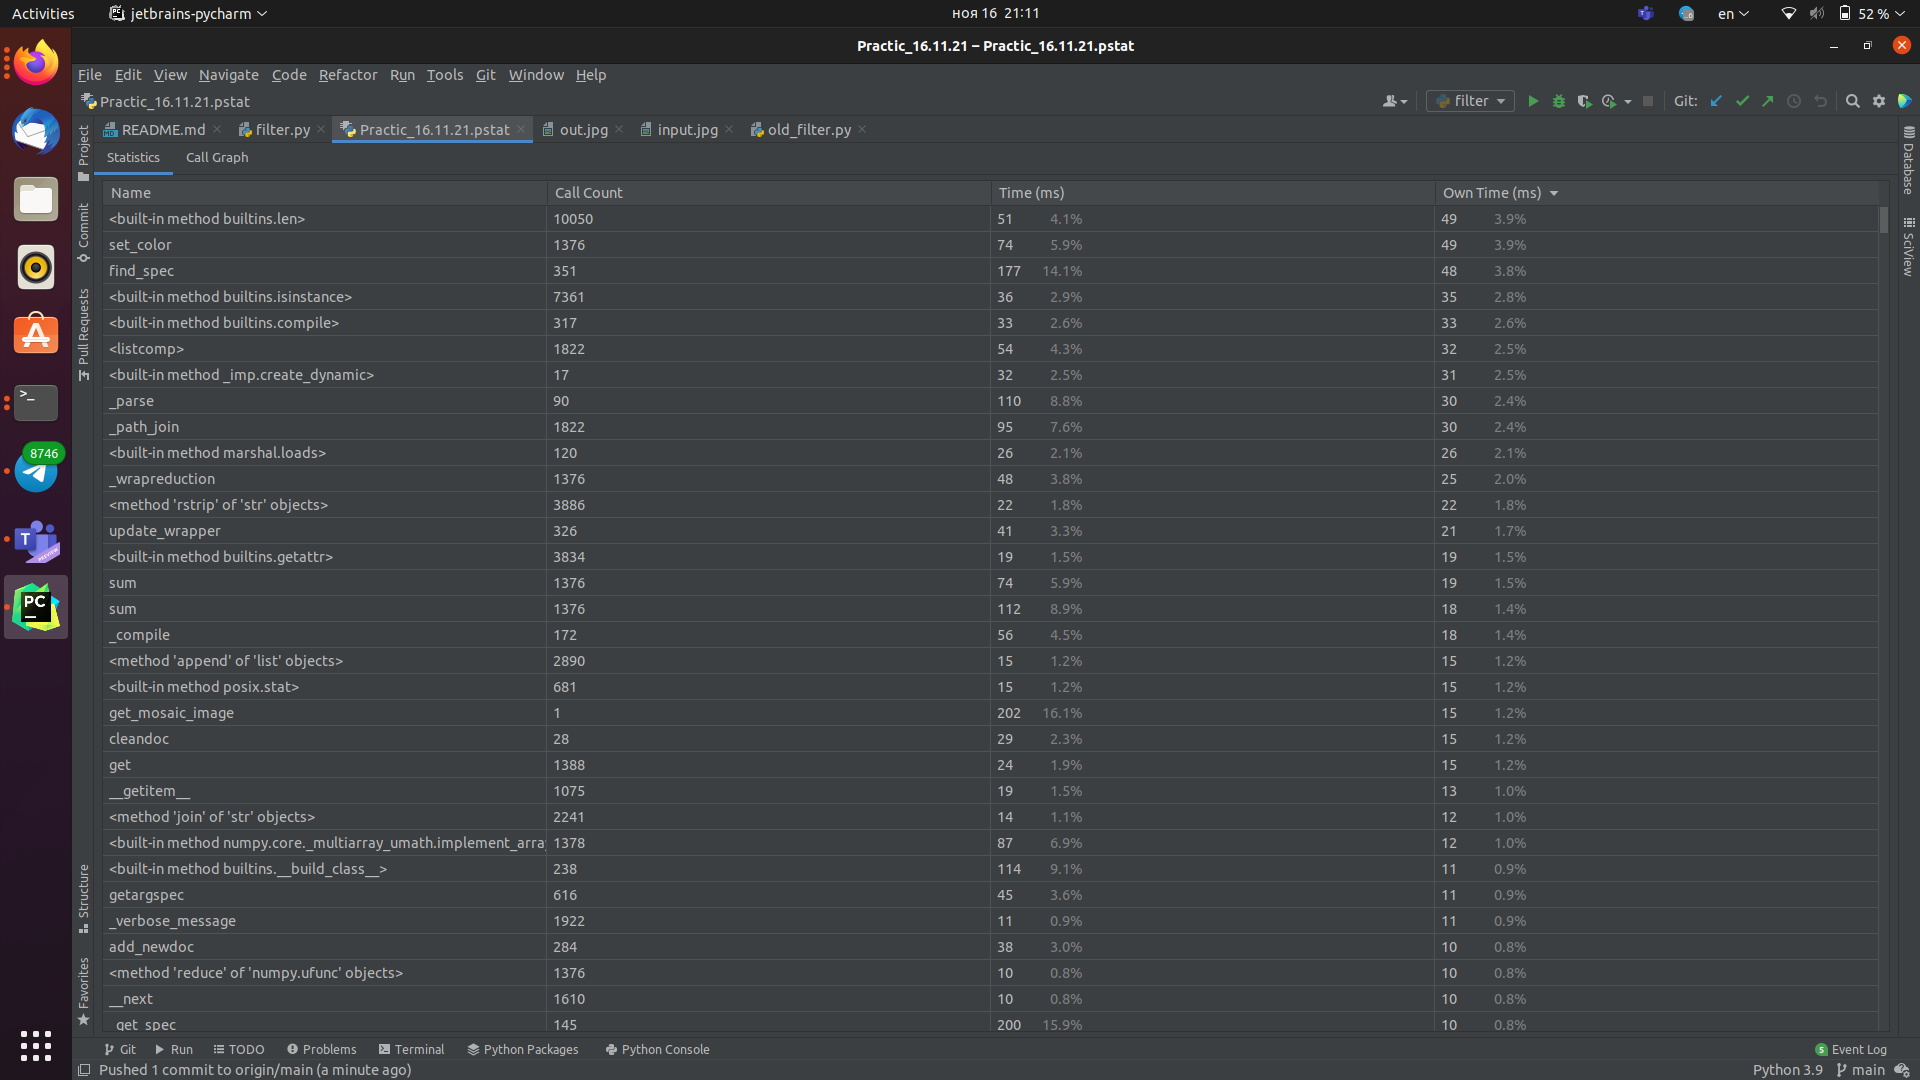 Activities jetbrains-pycharm ноя 16 21:11 en 52 %
Practic_16.11.21 – Practic_16.11.21.pstat
File Edit View Navigate Code Refactor Run Tools Git Window Help
Practic_16.11.21.pstat filter Git:
README.md filter.py Practic_16.11.21.pstat out.jpg input.jpg old_filter.py
Statistics Call Graph
Name Call Count Time (ms) Own Time (ms)
<built-in method builtins.len> 10050 51 4.1% 49 3.9%
set_color 1376 74 5.9% 49 3.9%
find_spec 351 177 14.1% 48 3.8%
<built-in method builtins.isinstance> 7361 36 2.9% 35 2.8%
<built-in method builtins.compile> 317 33 2.6% 33 2.6%
<listcomp> 1822 54 4.3% 32 2.5%
<built-in method _imp.create_dynamic> 17 32 2.5% 31 2.5%
_parse 90 110 8.8% 30 2.4%
_path_join 1822 95 7.6% 30 2.4%
<built-in method marshal.loads> 120 26 2.1% 26 2.1%
_wrapreduction 1376 48 3.8% 25 2.0%
<method 'rstrip' of 'str' objects> 3886 22 1.8% 22 1.8%
update_wrapper 326 41 3.3% 21 1.7%
<built-in method builtins.getattr> 3834 19 1.5% 19 1.5%
sum 1376 74 5.9% 19 1.5%
sum 1376 112 8.9% 18 1.4%
_compile 172 56 4.5% 18 1.4%
<method 'append' of 'list' objects> 2890 15 1.2% 15 1.2%
<built-in method posix.stat> 681 15 1.2% 15 1.2%
get_mosaic_image 1 202 16.1% 15 1.2%
cleandoc 28 29 2.3% 15 1.2%
get 1388 24 1.9% 15 1.2%
__getitem__ 1075 19 1.5% 13 1.0%
<method 'join' of 'str' objects> 2241 14 1.1% 12 1.0%
<built-in method numpy.core._multiarray_umath.implement_arra 1378 87 6.9% 12 1.0%
<built-in method builtins.__build_class__> 238 114 9.1% 11 0.9%
getargspec 616 45 3.6% 11 0.9%
_verbose_message 1922 11 0.9% 11 0.9%
add_newdoc 284 38 3.0% 10 0.8%
<method 'reduce' of 'numpy.ufunc' objects> 1376 10 0.8% 10 0.8%
__next 1610 10 0.8% 10 0.8%
_get_spec 145 200 15.9% 10 0.8%
Project
Commit
Pull Requests
Structure
Favorites
Database
SciView
8746
T
PREVIEW
PC
Git Run TODO Problems Terminal Python Packages Python Console 5 Event Log
Pushed 1 commit to origin/main (a minute ago) Python 3.9 main